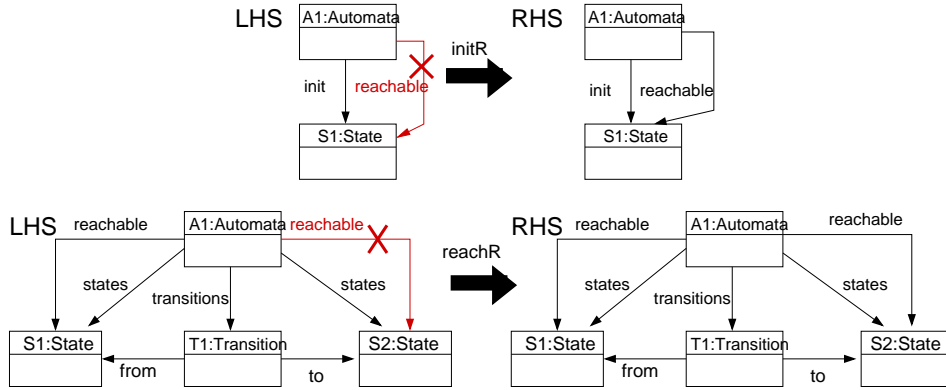 LHS
A1:Automata
init
reachable
S1:State
initR
RHS
A1:Automata
init
reachable
S1:State
LHS
reachable
A1:Automata
reachable
states
transitions
states
S1:State
T1:Transition
S2:State
from
to
reachR
RHS
reachable
A1:Automata
reachable
states
transitions
states
S1:State
T1:Transition
S2:State
from
to